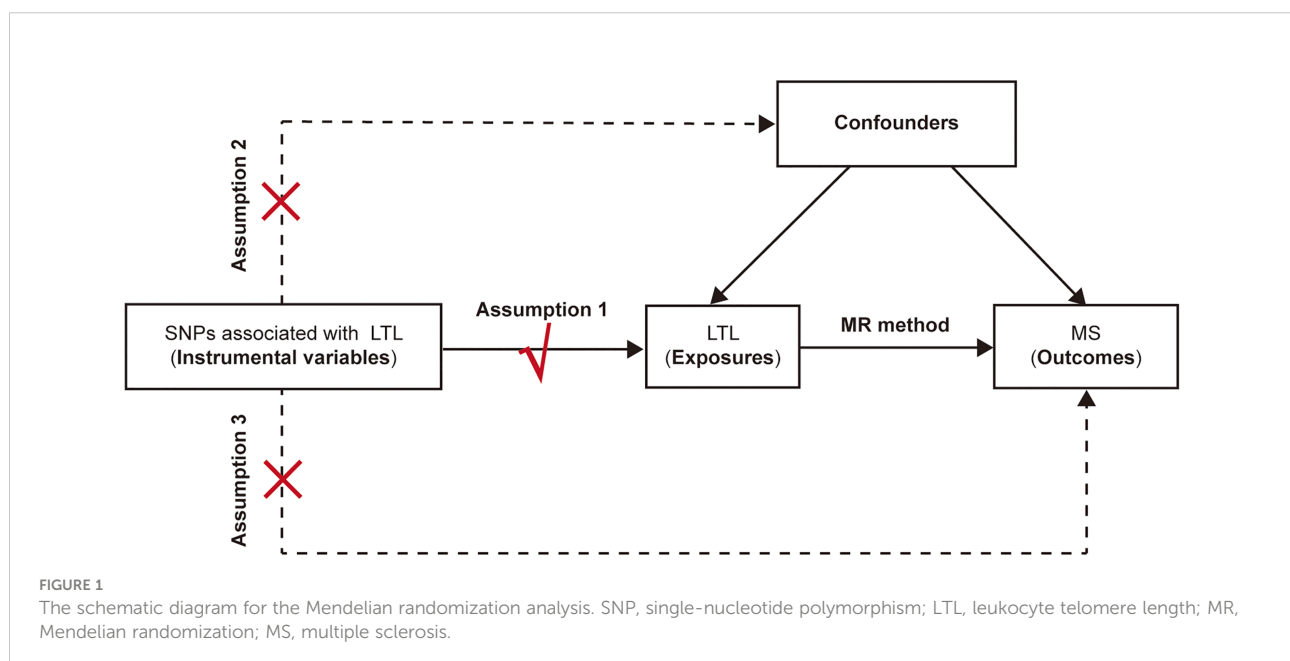 Confounders
Assumption 2
Assumption 1
SNPs associated with LTL
(Instrumental variables)
LTL
(Exposures)
MR method
MS
(Outcomes)
Assumption 3
FIGURE 1
The schematic diagram for the Mendelian randomization analysis. SNP, single-nucleotide polymorphism; LTL, leukocyte telomere length; MR,
Mendelian randomization; MS, multiple sclerosis.